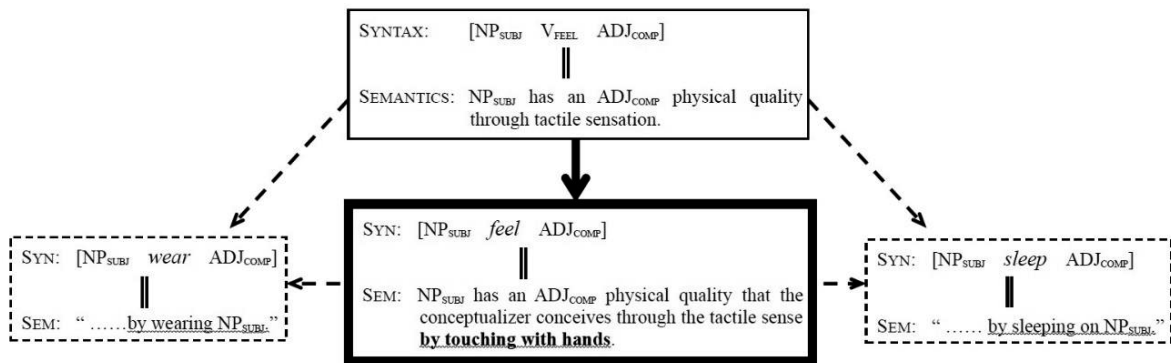 SYNTAX: [NPSUBJ VFEEL ADJCOMP]
SEMANTICS: NPSUBJ has an ADJCOMP physical quality
through tactile sensation.
SYN: [NPSUBJ wear ADJCOMP]
SEM: “ ……by wearing NPSUBJ.”
SYN: [NPSUBJ feel ADJCOMP]
SEM: NPSUBJ has an ADJCOMP physical quality that the
conceptualizer conceives through the tactile sense
by touching with hands.
SYN: [NPSUBJ sleep ADJCOMP]
SEM: “ …… by sleeping on NPSUBJ.”